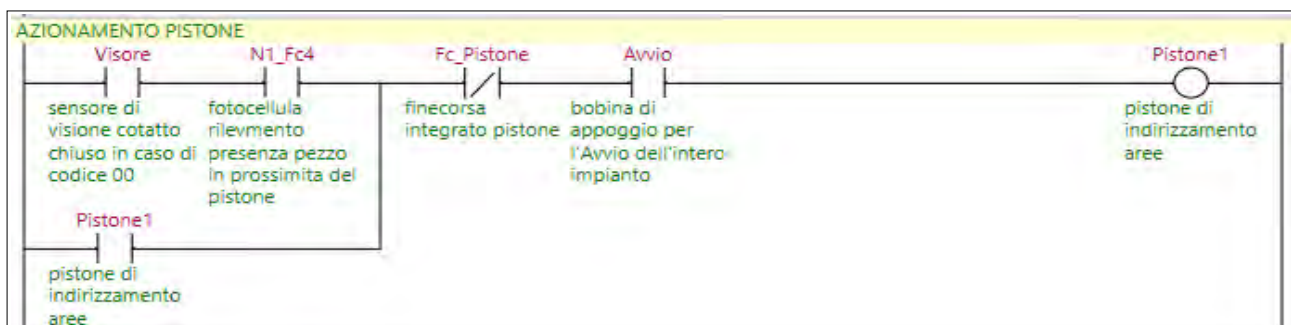 AZIONAMENTO PISTONE
Visore N1_Fc4 Fc_Pistone Avvio Pistone1
sensore di fotocellula finecorsa bobina di pistone di
visione cotatto rilevmento integrato pistone appoggio per indirizzamento
chiuso in caso di presenza pezzo l'Avvio dell'intero aree
codice 00 in prossimita del impianto
pistone
Pistone1
pistone di
indirizzamento
aree